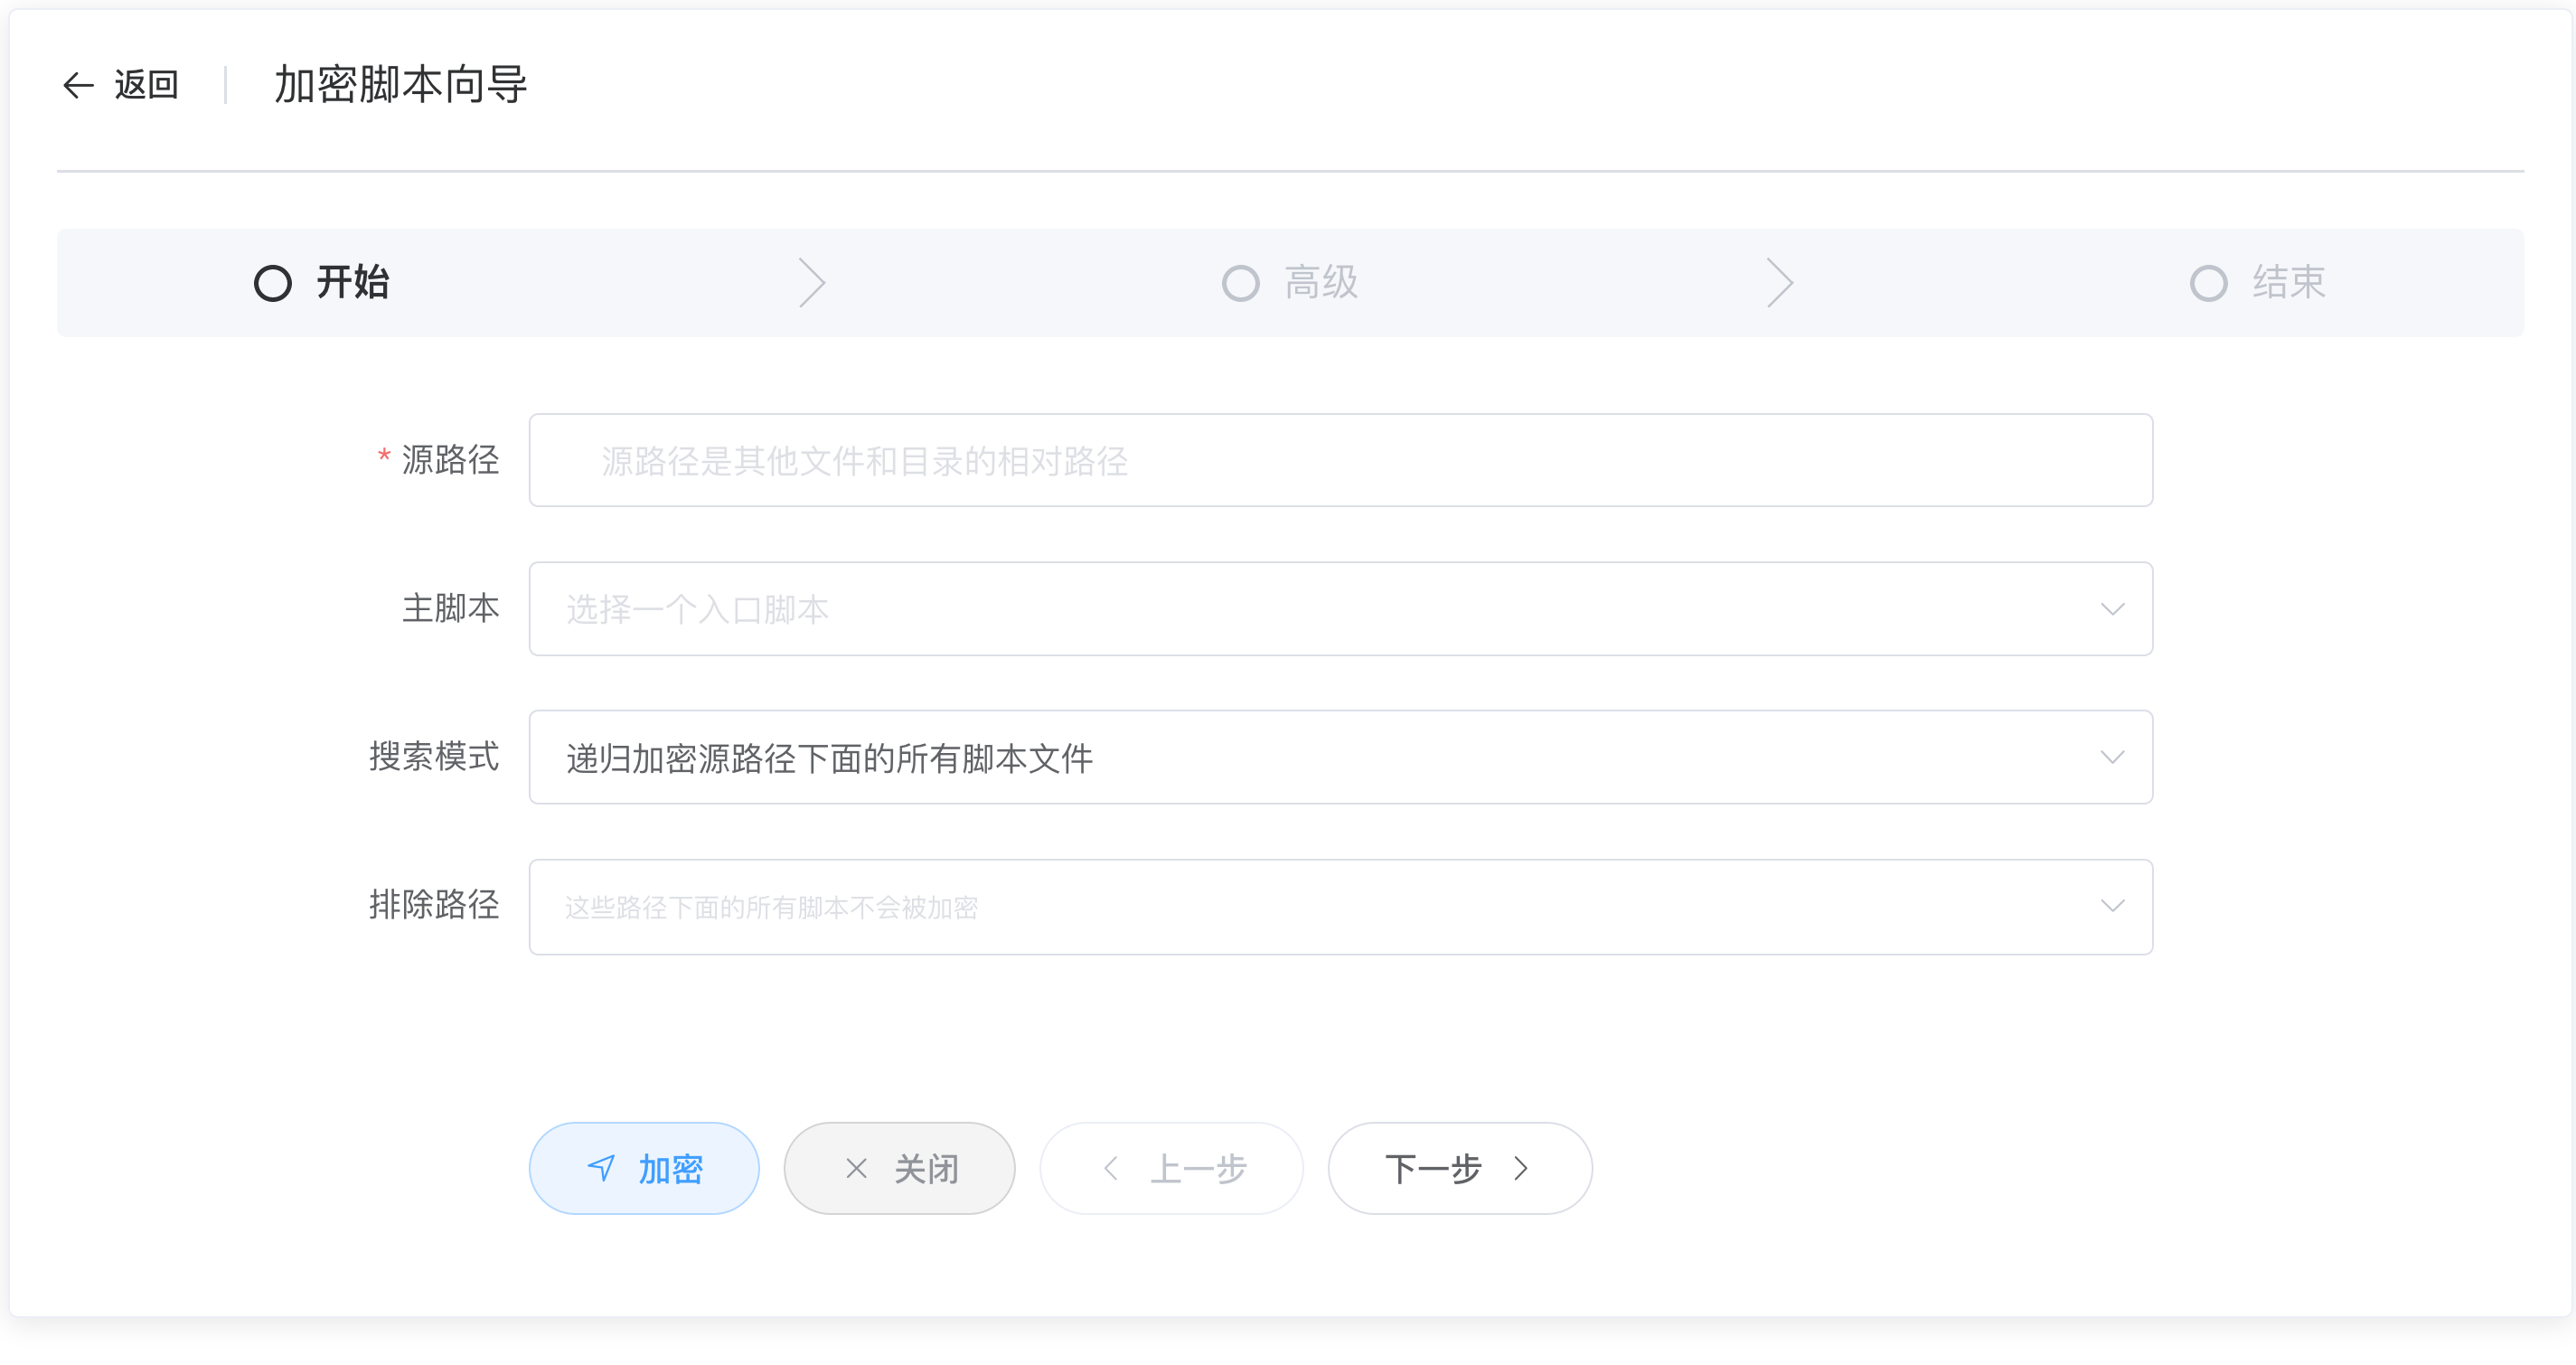 返回 加密脚本向导
开始 高级 结束
* 源路径 源路径是其他文件和目录的相对路径
主脚本 选择一个入口脚本
搜索模式 递归加密源路径下面的所有脚本文件
排除路径 这些路径下面的所有脚本不会被加密
加密 关闭 上一步 下一步